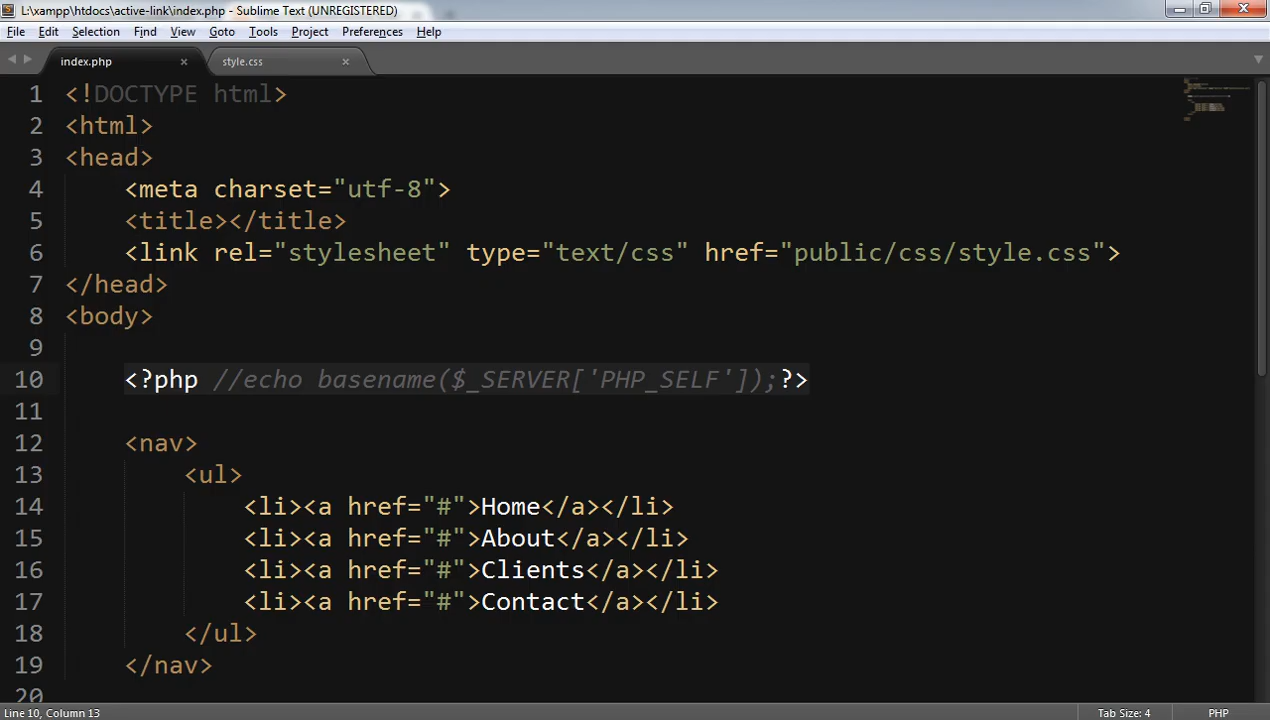 L:\xampp\htdocs\active-link\index.php - Sublime Text (UNREGISTERED)
File Edit Selection Find View Goto Tools Project Preferences Help
index.php × style.css ×
1 <!DOCTYPE html>
2 <html>
3 <head>
4     <meta charset="utf-8">
5     <title></title>
6     <link rel="stylesheet" type="text/css" href="public/css/style.css">
7 </head>
8 <body>
9
10     <?php //echo basename($_SERVER['PHP_SELF']);?>
11
12     <nav>
13         <ul>
14             <li><a href="#">Home</a></li>
15             <li><a href="#">About</a></li>
16             <li><a href="#">Clients</a></li>
17             <li><a href="#">Contact</a></li>
18         </ul>
19     </nav>
20
Line 10, Column 13 Tab Size: 4 PHP